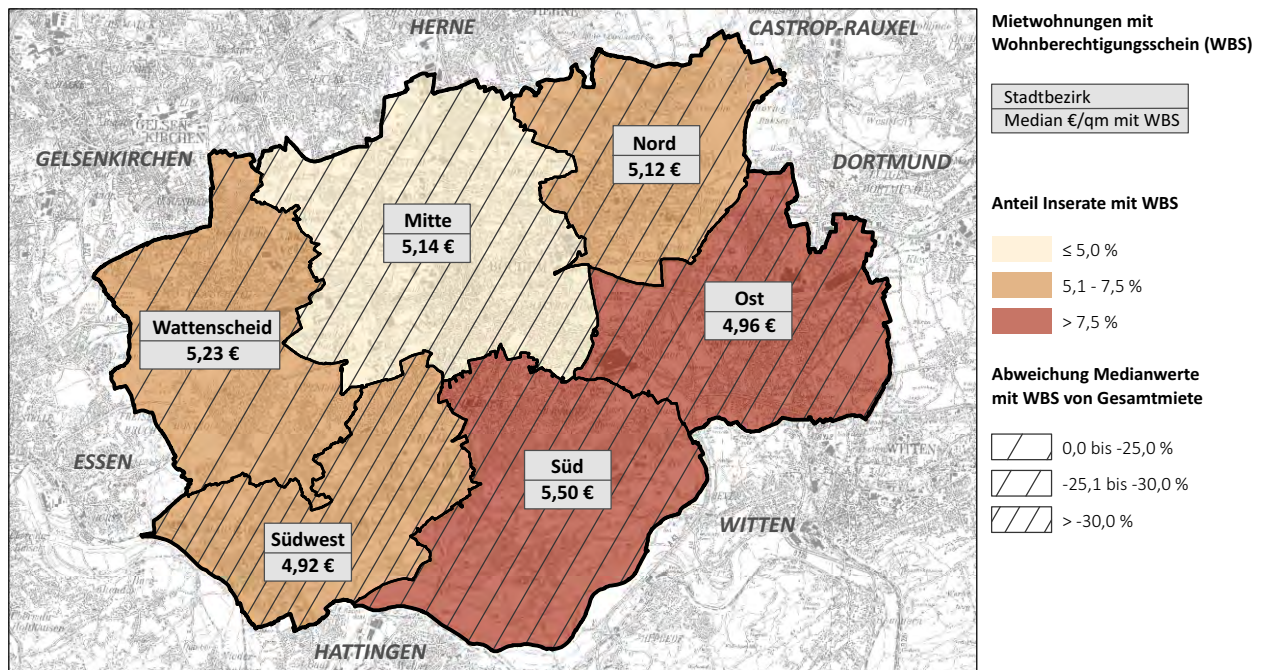 HERNE
CASTROP-RAUXEL
GELSENKIRCHEN
DORTMUND
Nord
5,12 €
Mitte
5,14 €
Ost
4,96 €
Wattenscheid
5,23 €
ESSEN
Süd
5,50 €
Südwest
4,92 €
WITTEN
HATTINGEN
Mietwohnungen mit
Wohnberechtigungsschein (WBS)
Stadtbezirk
Median €/qm mit WBS
Anteil Inserate mit WBS
≤ 5,0 %
5,1 - 7,5 %
> 7,5 %
Abweichung Medianwerte
mit WBS von Gesamtmiete
0,0 bis -25,0 %
-25,1 bis -30,0 %
> -30,0 %